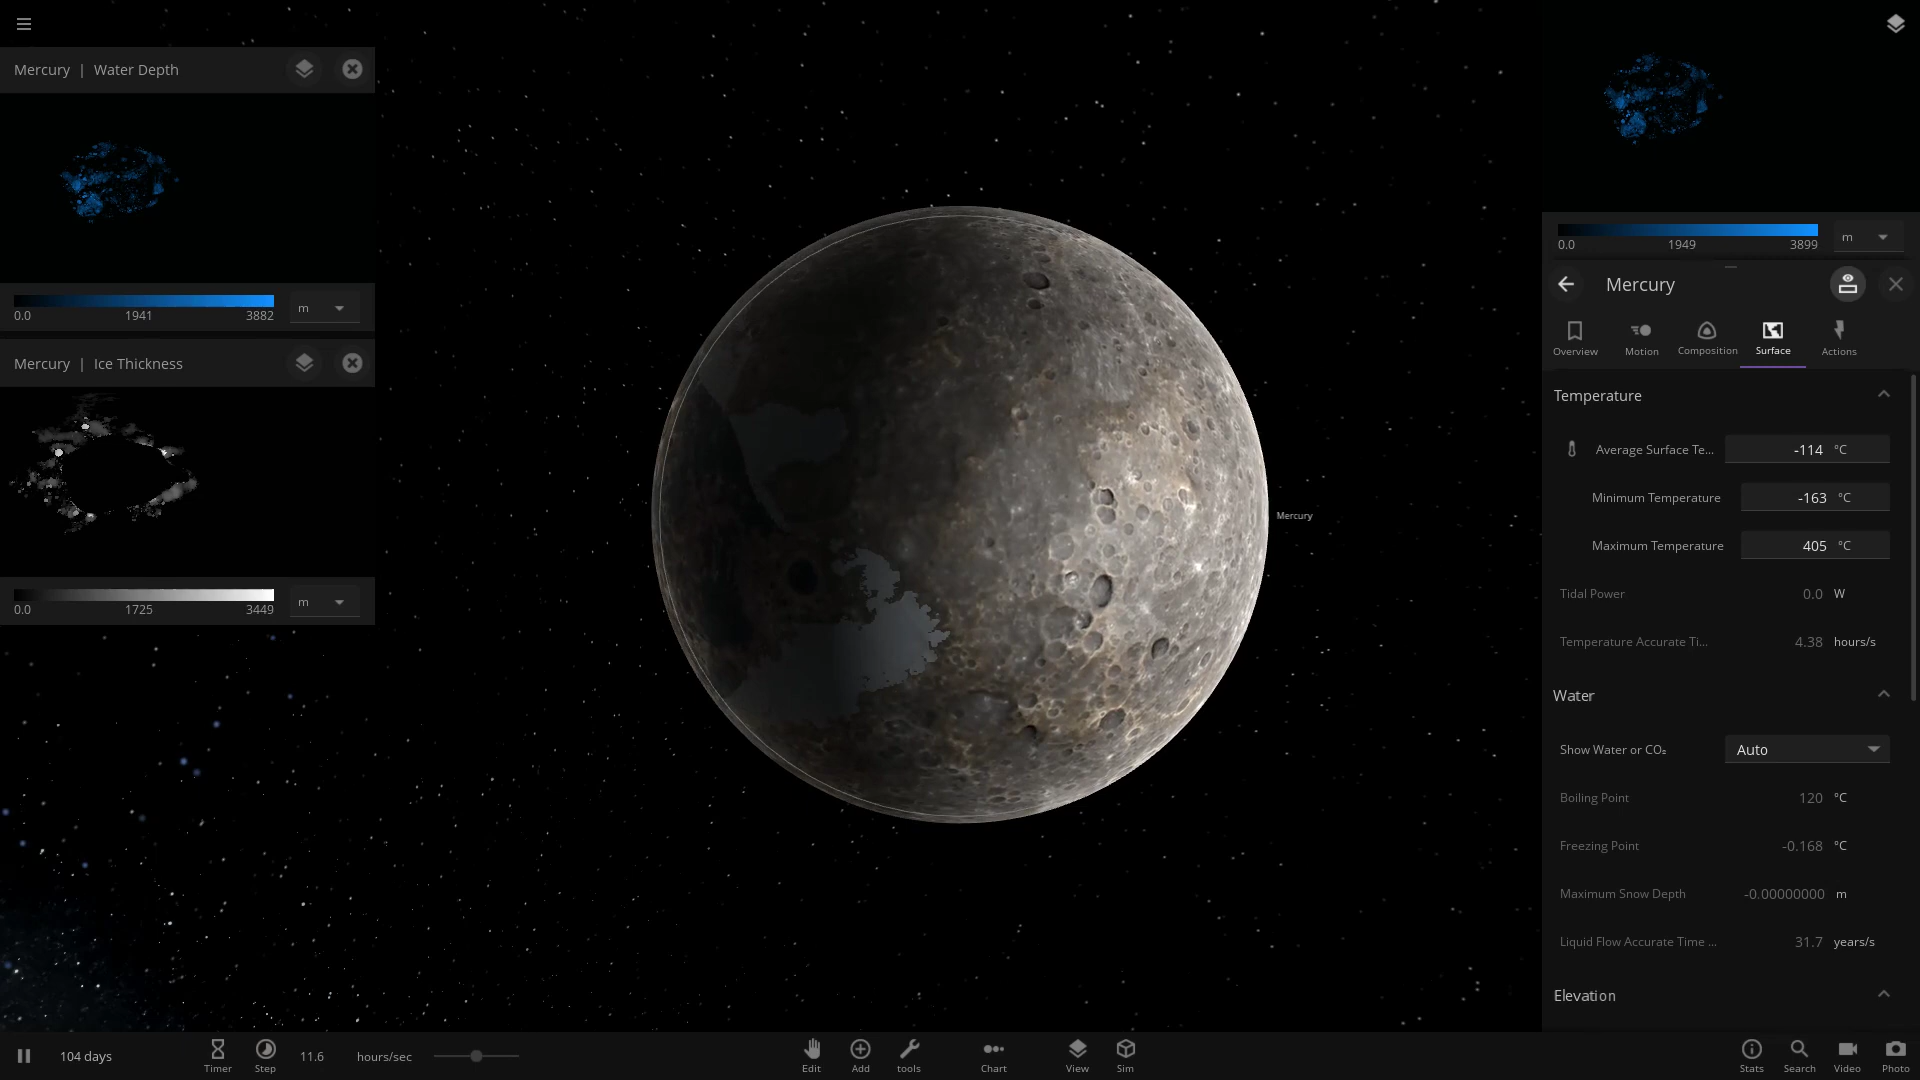 Mercury | Water Depth
0.0 1941 3882 m
Mercury | Ice Thickness
0.0 1725 3449 m
Mercury
0.0 1949 3899 m
Mercury
Overview Motion Composition Surface Actions
Temperature
Average Surface Te... -114 °C
Minimum Temperature -163 °C
Maximum Temperature 405 °C
Tidal Power 0.0 W
Temperature Accurate Ti... 4.38 hours/s
Water
Show Water or CO₂ Auto
Boiling Point 120 °C
Freezing Point -0.168 °C
Maximum Snow Depth -0.00000000 m
Liquid Flow Accurate Time ... 31.7 years/s
Elevation
104 days
Timer Step 11.6 hours/sec
Edit Add tools Chart View Sim
Stats Search Video Photo